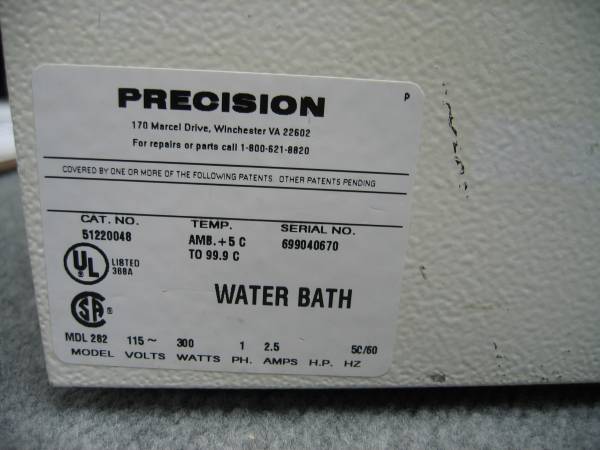 PRECISION
P
170 Marcel Drive, Winchester VA 22602
For repairs or parts call 1-800-621-8820
COVERED BY ONE OR MORE OF THE FOLLOWING PATENTS. OTHER PATENTS PENDING
CAT. NO. TEMP. SERIAL NO.
51220048 AMB. +5 C 699040670
TO 99.9 C
UL LISTED
388A
WATER BATH
SA ®
MDL 282 115 ~ 300 1 2.5 50/60
MODEL VOLTS WATTS PH. AMPS H.P. HZ